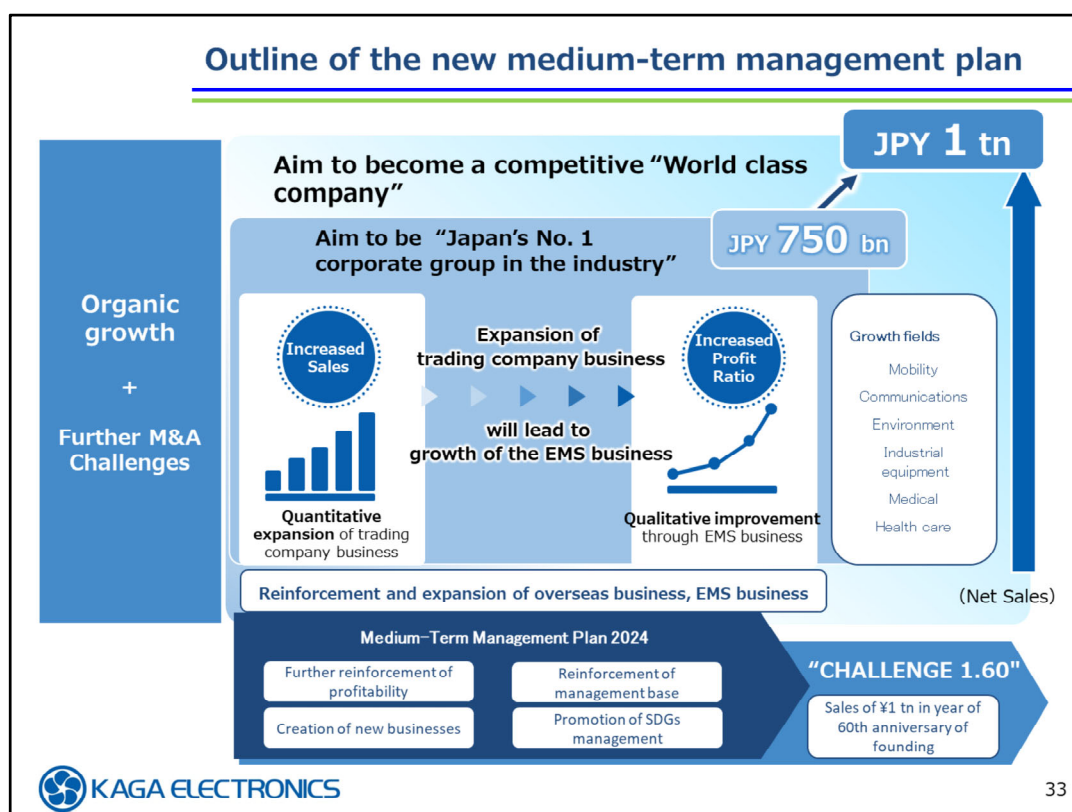 Outline of the new medium-term management plan
JPY 1 tn
Aim to become a competitive “World class
company”
JPY 750 bn
Aim to be “Japan’s No. 1
corporate group in the industry”
Organic
growth
+
Further M&A
Challenges
Increased
Sales
Quantitative
expansion of trading
company business
Expansion of
trading company business
will lead to
growth of the EMS business
Increased
Profit
Ratio
Qualitative improvement
through EMS business
Growth fields
Mobility
Communications
Environment
Industrial
equipment
Medical
Health care
(Net Sales)
Reinforcement and expansion of overseas business, EMS business
Medium-Term Management Plan 2024
Further reinforcement of
profitability
Reinforcement of
management base
Creation of new businesses
Promotion of SDGs
management
“CHALLENGE 1.60"
Sales of ¥1 tn in year of
60th anniversary of
founding
KAGA ELECTRONICS
33